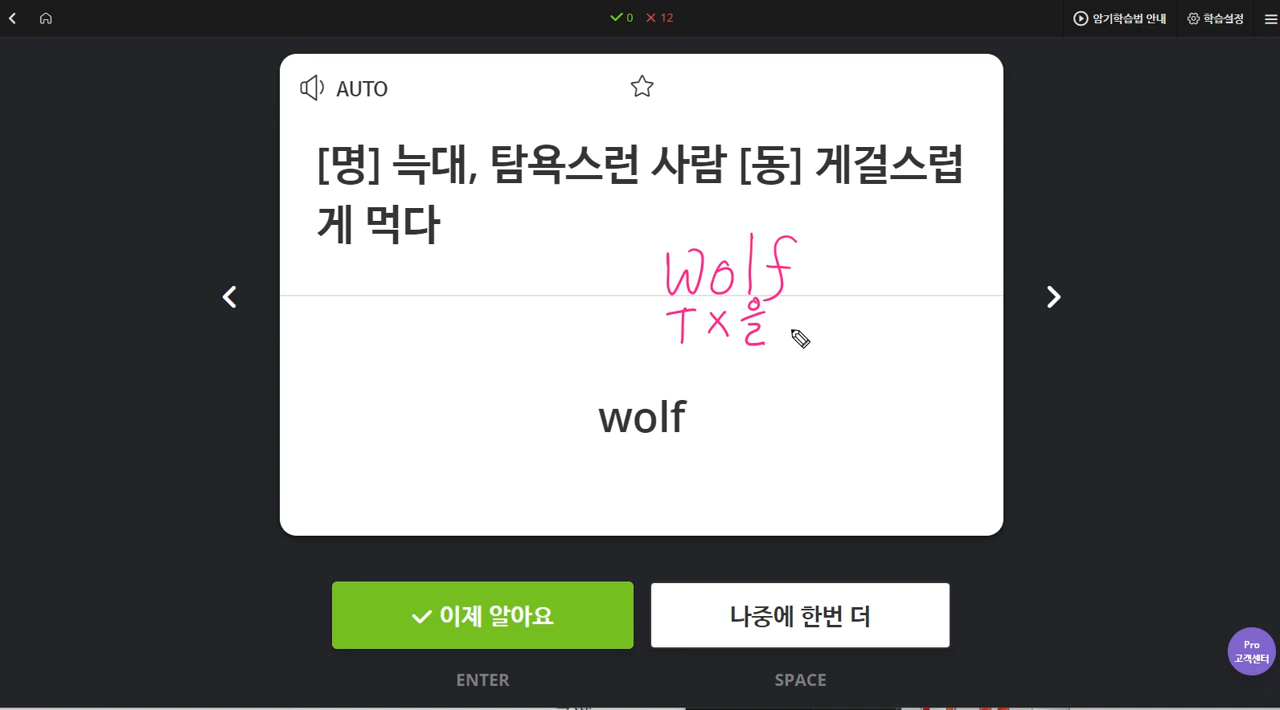 0 12 암기학습법 안내 학습설정
AUTO
[명] 늑대, 탐욕스런 사람 [동] 게걸스럽
게 먹다
wolf
T x 을
wolf
이제 알아요 나중에 한번 더
ENTER SPACE
Pro
고객센터